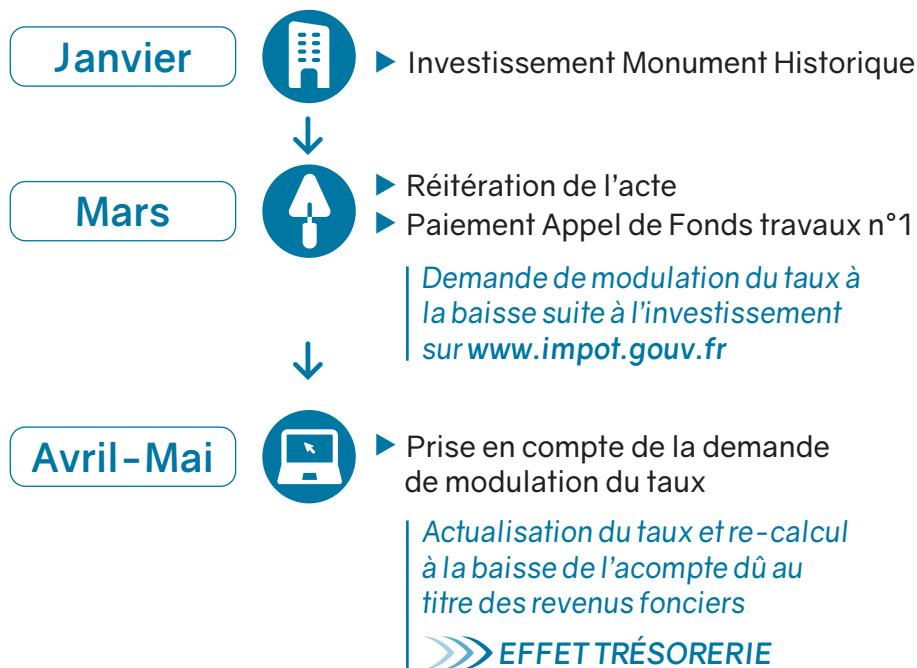 Janvier
Investissement Monument Historique
Mars
Réitération de l'acte
Paiement Appel de Fonds travaux n°1
Demande de modulation du taux à
la baisse suite à l'investissement
sur www.impot.gouv.fr
Avril-Mai
Prise en compte de la demande
de modulation du taux
Actualisation du taux et re-calcul
à la baisse de l'acompte dû au
titre des revenus fonciers
EFFET TRÉSORERIE